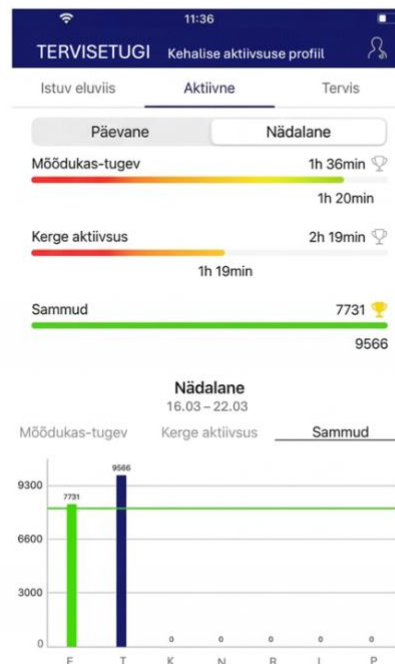 11:36
TERVISETUGI Kehalise aktiivsuse profiil
Istuv eluviis Aktiivne Tervis
Päevane Nädalane
Mõõdukas-tugev 1h 36min
1h 20min
Kerge aktiivsus 2h 19min
1h 19min
Sammud 7731
9566
Nädalane
16.03 – 22.03
Mõõdukas-tugev Kerge aktiivsus Sammud
9566
9300
7731
6600
3000
0 0 0 0 0 0
E T K N R L P